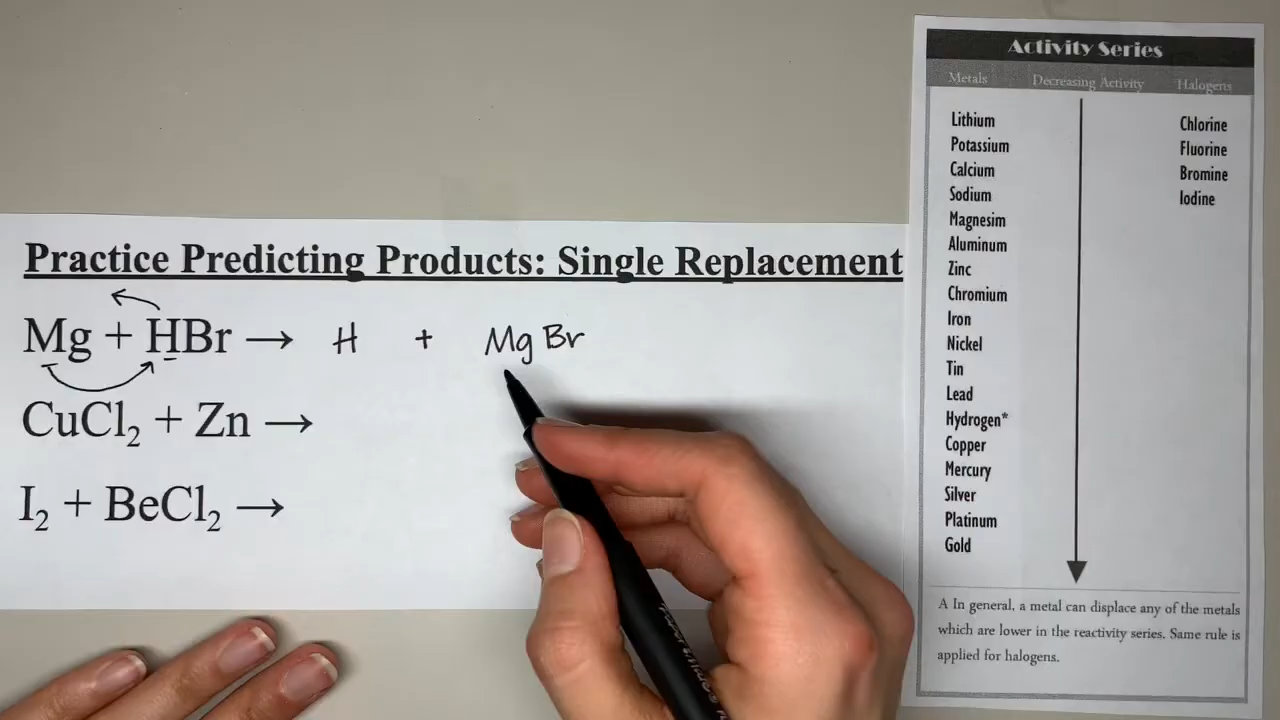 Practice Predicting Products: Single Replacement
Mg + HBr → H + MgBr
CuCl₂ + Zn →
I₂ + BeCl₂ →
Activity Series
Metals Decreasing Activity Halogens
Lithium Chlorine
Potassium Fluorine
Calcium Bromine
Sodium Iodine
Magnesim
Aluminum
Zinc
Chromium
Iron
Nickel
Tin
Lead
Hydrogen*
Copper
Mercury
Silver
Platinum
Gold
A In general, a metal can displace any of the metals
which are lower in the reactivity series. Same rule is
applied for halogens.